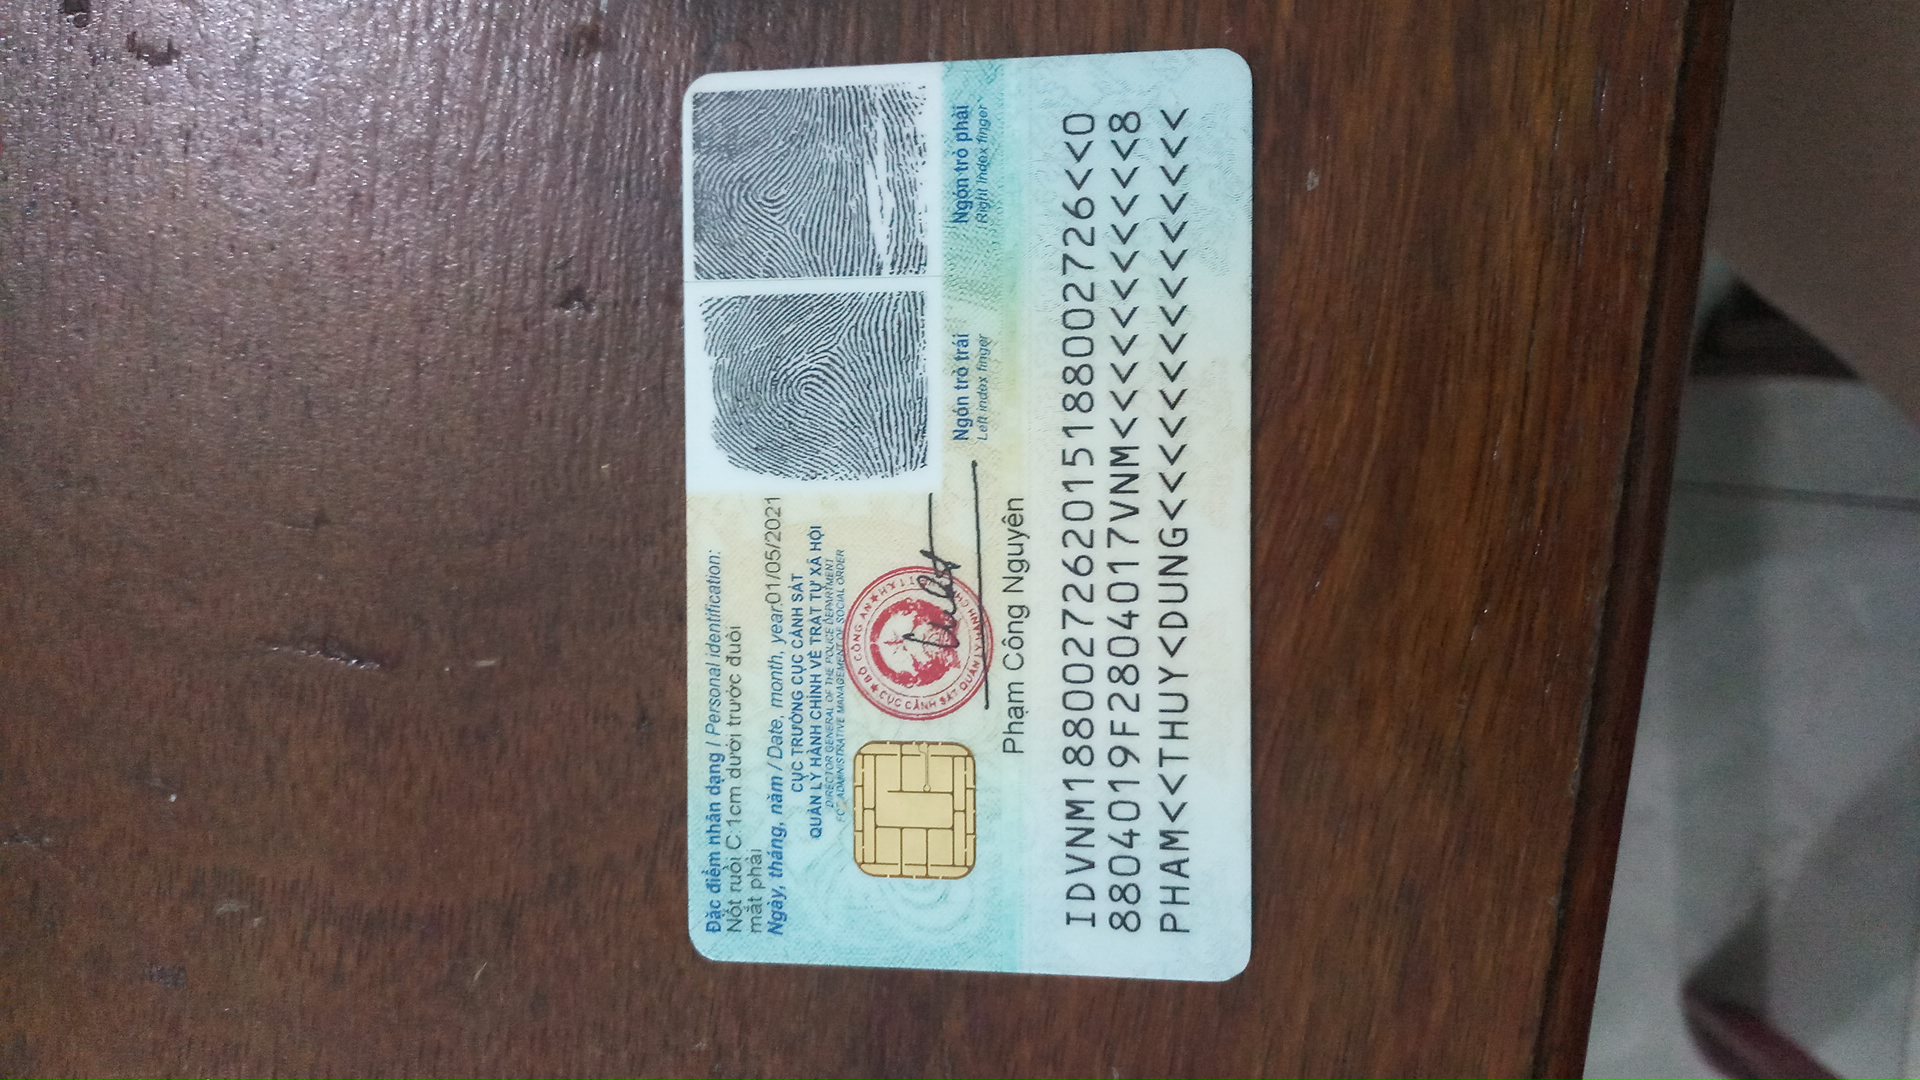 Đặc điểm nhân dạng / Personal identification:
Nốt ruồi C:1cm dưới trước đuôi
mắt phải
Ngày, tháng, năm / Date, month, year:01/05/2021
CỤC TRƯỞNG CỤC CẢNH SÁT
QUẢN LÝ HÀNH CHÍNH VỀ TRẬT TỰ XÃ HỘI
DIRECTOR GENERAL OF THE POLICE DEPARTMENT
FOR ADMINISTRATIVE MANAGEMENT OF SOCIAL ORDER
BỘ CÔNG AN
CỤC CẢNH SÁT QUẢN LÝ HÀNH CHÍNH
Phạm Công Nguyên
Ngón trỏ trái
Left index finger
Ngón trỏ phải
Right index finger
IDVNM1880027262015188002726<<0
8804019F2804017VNM<<<<<<<<<<<8
PHAM<<THUY<DUNG<<<<<<<<<<<<<<<